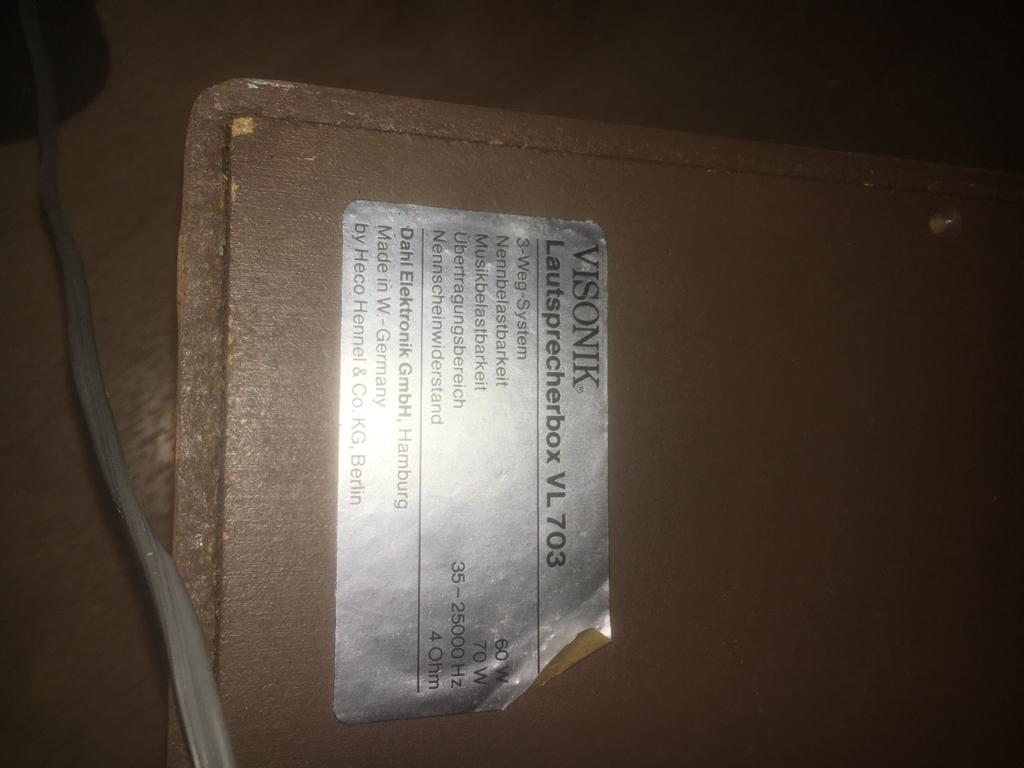 VISONIK®
Lautsprecherbox VL 703
3-Weg-System
Nennbelastbarkeit 60 W
Musikbelastbarkeit 70 W
Übertragungsbereich 35-25000 Hz
Nennscheinwiderstand 4 Ohm
Dahl Elektronik GmbH, Hamburg
Made in W.-Germany
by Heco Hennel & Co. KG, Berlin